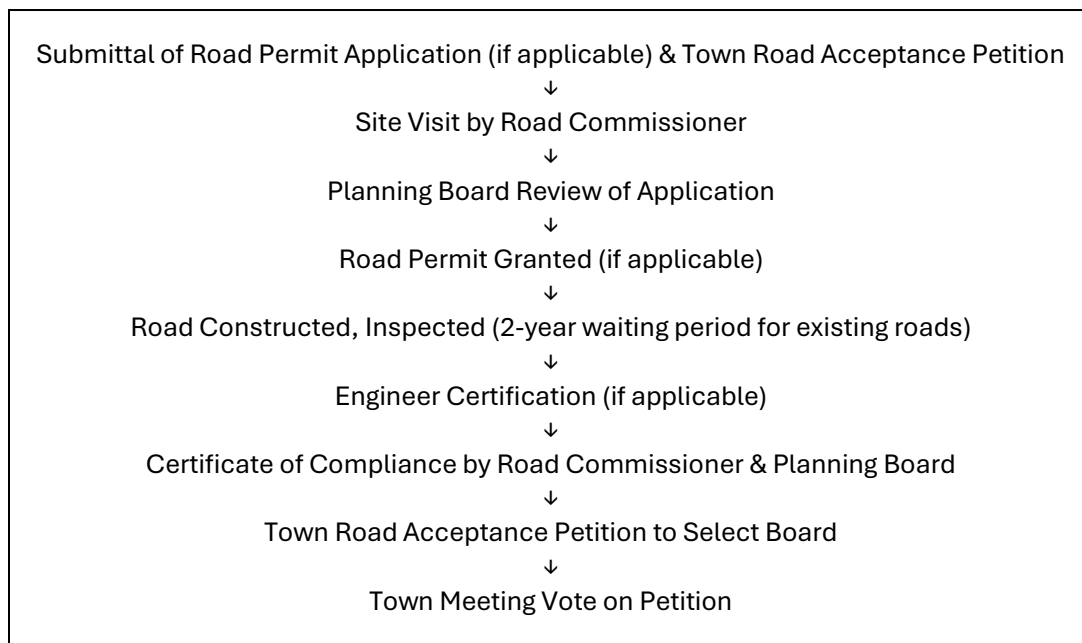 Submittal of Road Permit Application (if applicable) & Town Road Acceptance Petition
↓
Site Visit by Road Commissioner
↓
Planning Board Review of Application
↓
Road Permit Granted (if applicable)
↓
Road Constructed, Inspected (2-year waiting period for existing roads)
↓
Engineer Certification (if applicable)
↓
Certificate of Compliance by Road Commissioner & Planning Board
↓
Town Road Acceptance Petition to Select Board
↓
Town Meeting Vote on Petition